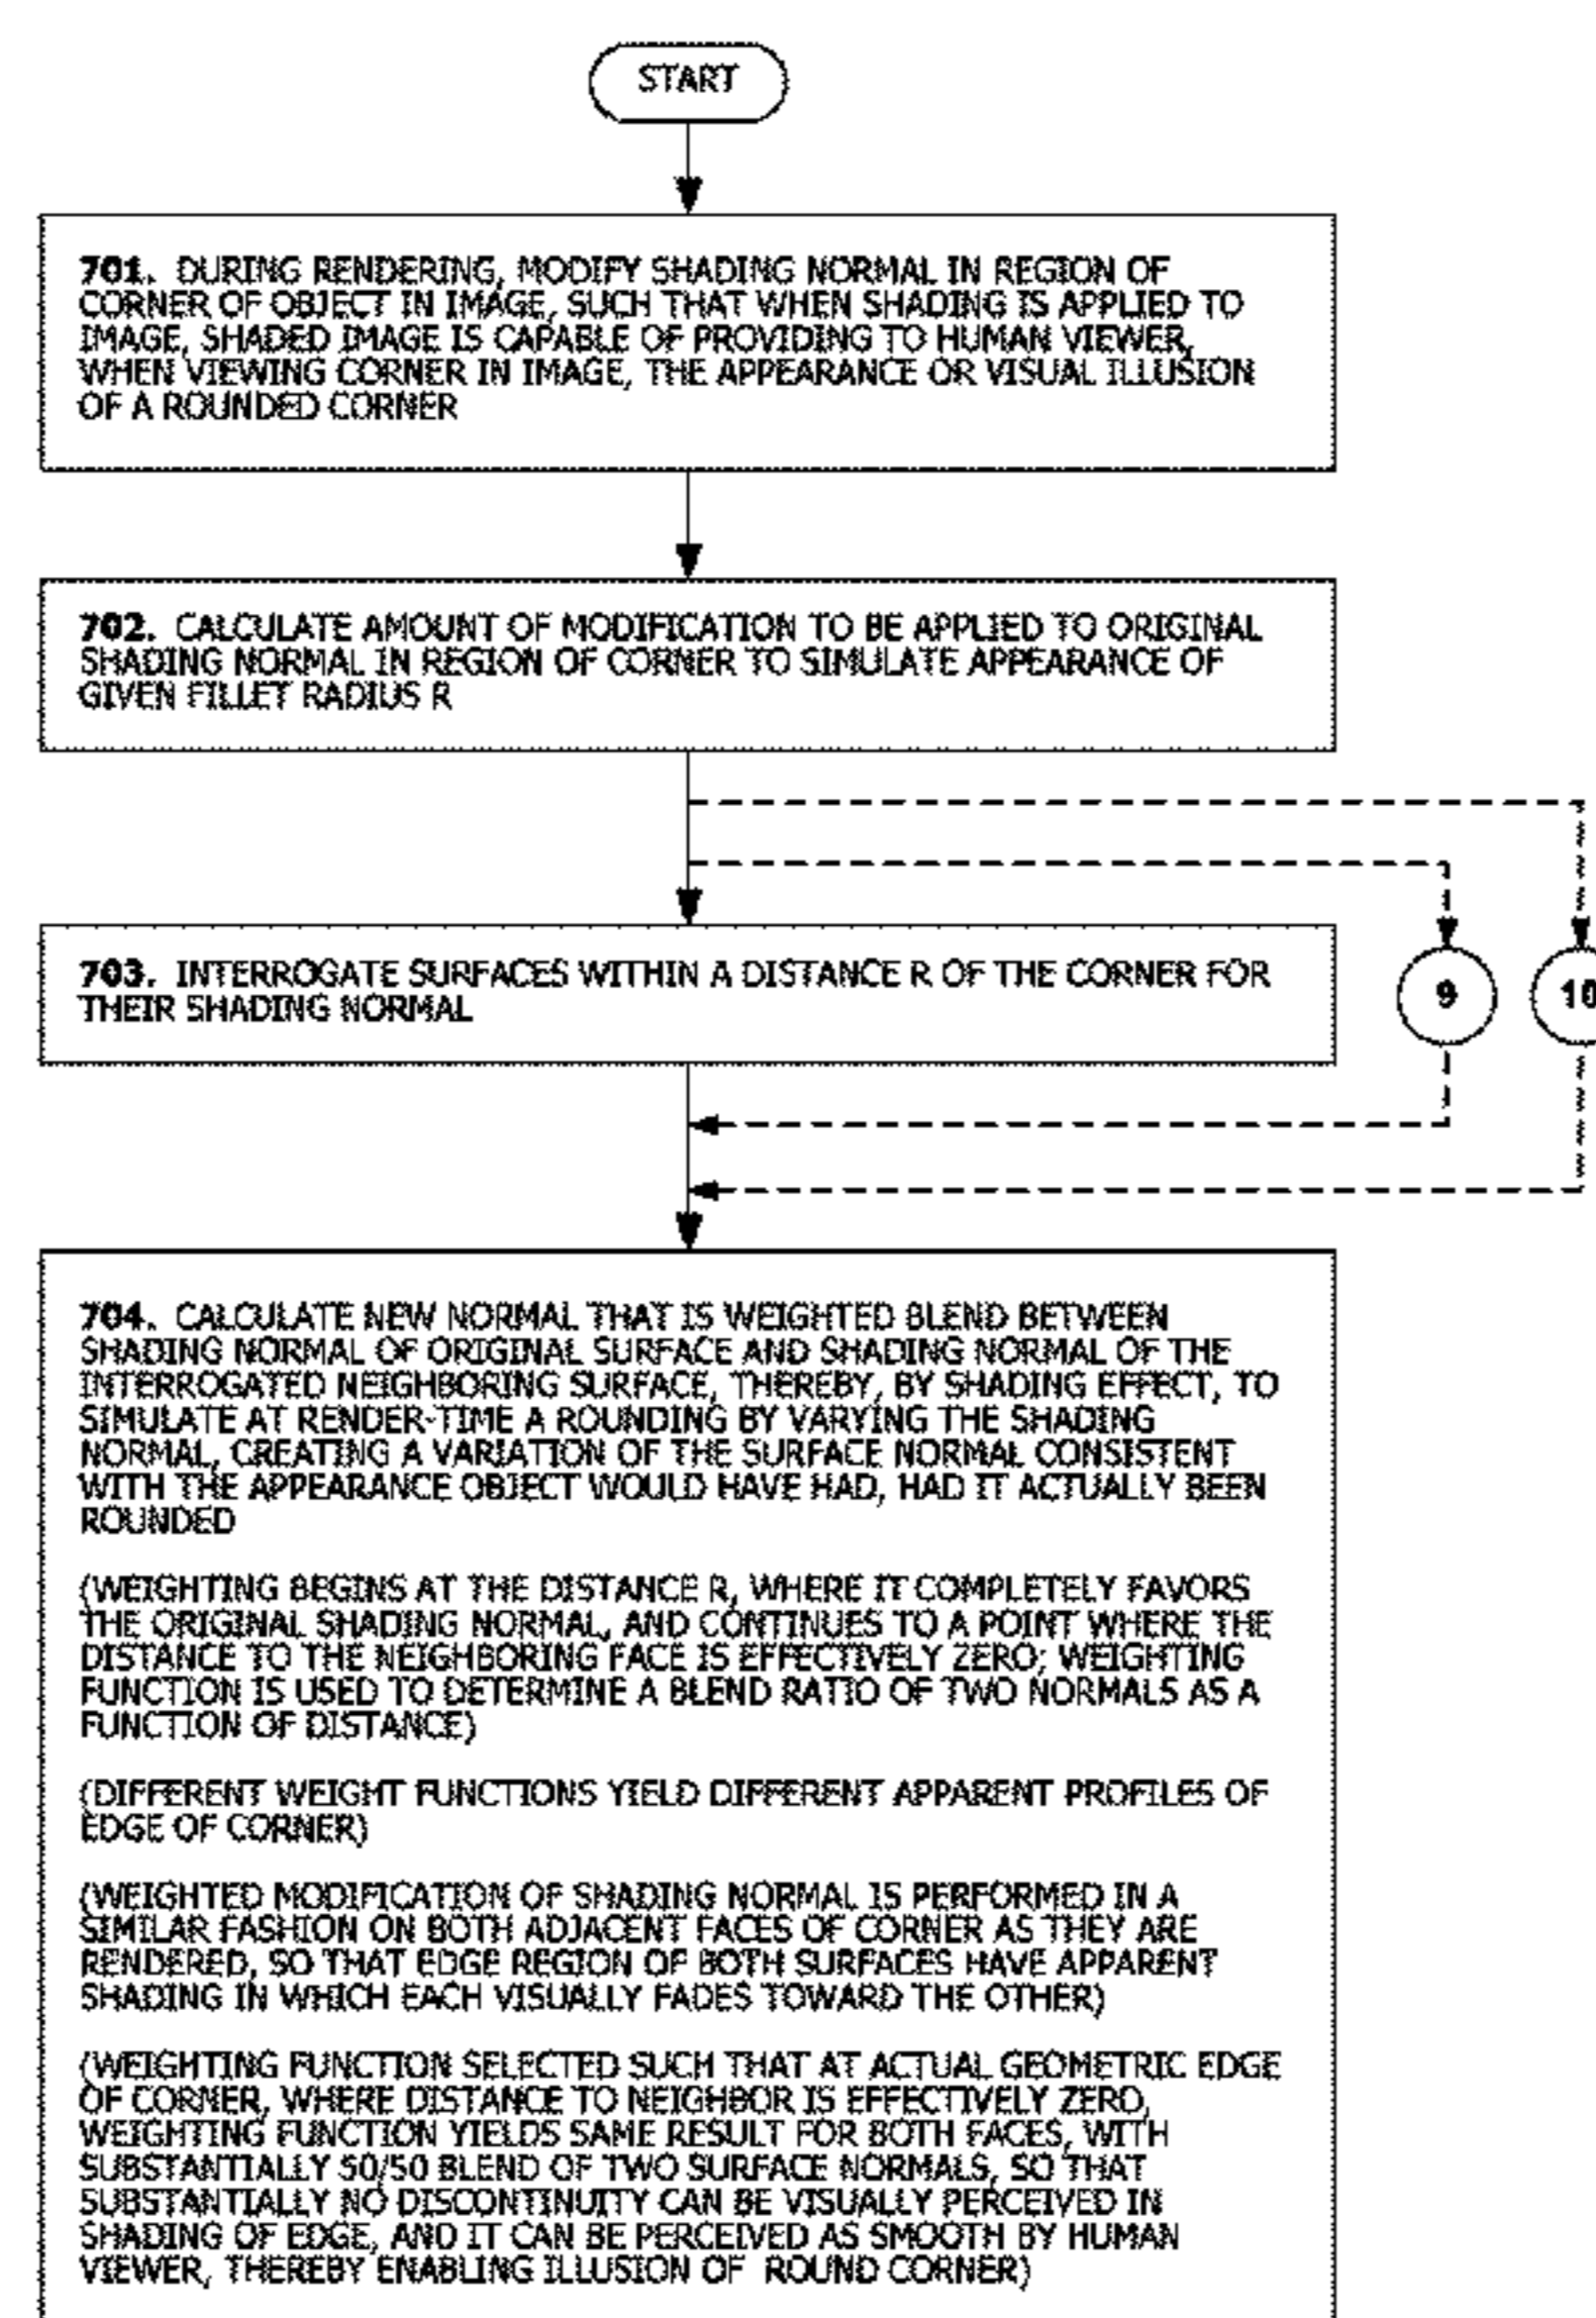 START
701. DURING RENDERING, MODIFY SHADING NORMAL IN REGION OF
CORNER OF OBJECT IN IMAGE, SUCH THAT WHEN SHADING IS APPLIED TO
IMAGE, SHADED IMAGE IS CAPABLE OF PROVIDING TO HUMAN VIEWER,
WHEN VIEWING CORNER IN IMAGE, THE APPEARANCE OR VISUAL ILLUSION
OF A ROUNDED CORNER
702. CALCULATE AMOUNT OF MODIFICATION TO BE APPLIED TO ORIGINAL
SHADING NORMAL IN REGION OF CORNER TO SIMULATE APPEARANCE OF
GIVEN FILLET RADIUS R
703. INTERROGATE SURFACES WITHIN A DISTANCE R OF THE CORNER FOR
THEIR SHADING NORMAL
9
10
704. CALCULATE NEW NORMAL THAT IS WEIGHTED BLEND BETWEEN
SHADING NORMAL OF ORIGINAL SURFACE AND SHADING NORMAL OF THE
INTERROGATED NEIGHBORING SURFACE, THEREBY, BY SHADING EFFECT, TO
SIMULATE AT RENDER-TIME A ROUNDING BY VARYING THE SHADING
NORMAL, CREATING A VARIATION OF THE SURFACE NORMAL CONSISTENT
WITH THE APPEARANCE OBJECT WOULD HAVE HAD, HAD IT ACTUALLY BEEN
ROUNDED
(WEIGHTING BEGINS AT THE DISTANCE R, WHERE IT COMPLETELY FAVORS
THE ORIGINAL SHADING NORMAL, AND CONTINUES TO A POINT WHERE THE
DISTANCE TO THE NEIGHBORING FACE IS EFFECTIVELY ZERO; WEIGHTING
FUNCTION IS USED TO DETERMINE A BLEND RATIO OF TWO NORMALS AS A
FUNCTION OF DISTANCE)
(DIFFERENT WEIGHT FUNCTIONS YIELD DIFFERENT APPARENT PROFILES OF
EDGE OF CORNER)
(WEIGHTED MODIFICATION OF SHADING NORMAL IS PERFORMED IN A
SIMILAR FASHION ON BOTH ADJACENT FACES OF CORNER AS THEY ARE
RENDERED, SO THAT EDGE REGION OF BOTH SURFACES HAVE APPARENT
SHADING IN WHICH EACH VISUALLY FADES TOWARD THE OTHER)
(WEIGHTING FUNCTION SELECTED SUCH THAT AT ACTUAL GEOMETRIC EDGE
OF CORNER, WHERE DISTANCE TO NEIGHBOR IS EFFECTIVELY ZERO,
WEIGHTING FUNCTION YIELDS SAME RESULT FOR BOTH FACES, WITH
SUBSTANTIALLY 50/50 BLEND OF TWO SURFACE NORMALS, SO THAT
SUBSTANTIALLY NO DISCONTINUITY CAN BE VISUALLY PERCEIVED IN
SHADING OF EDGE, AND IT CAN BE PERCEIVED AS SMOOTH BY HUMAN
VIEWER, THEREBY ENABLING ILLUSION OF ROUND CORNER)